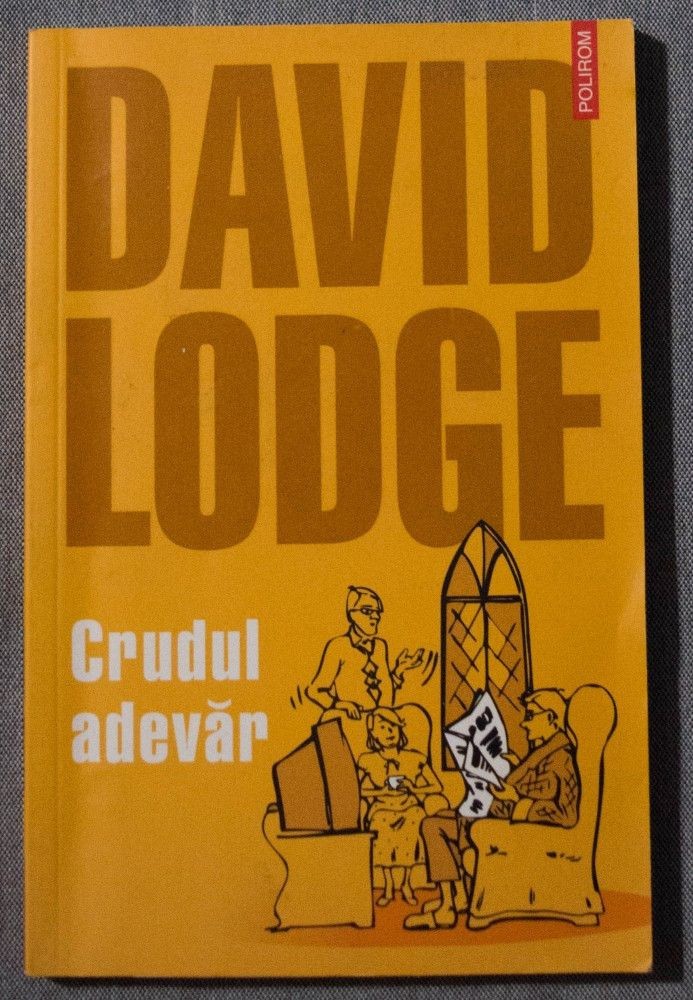 POLIROM
DAVID
LODGE
Crudul
adevăr